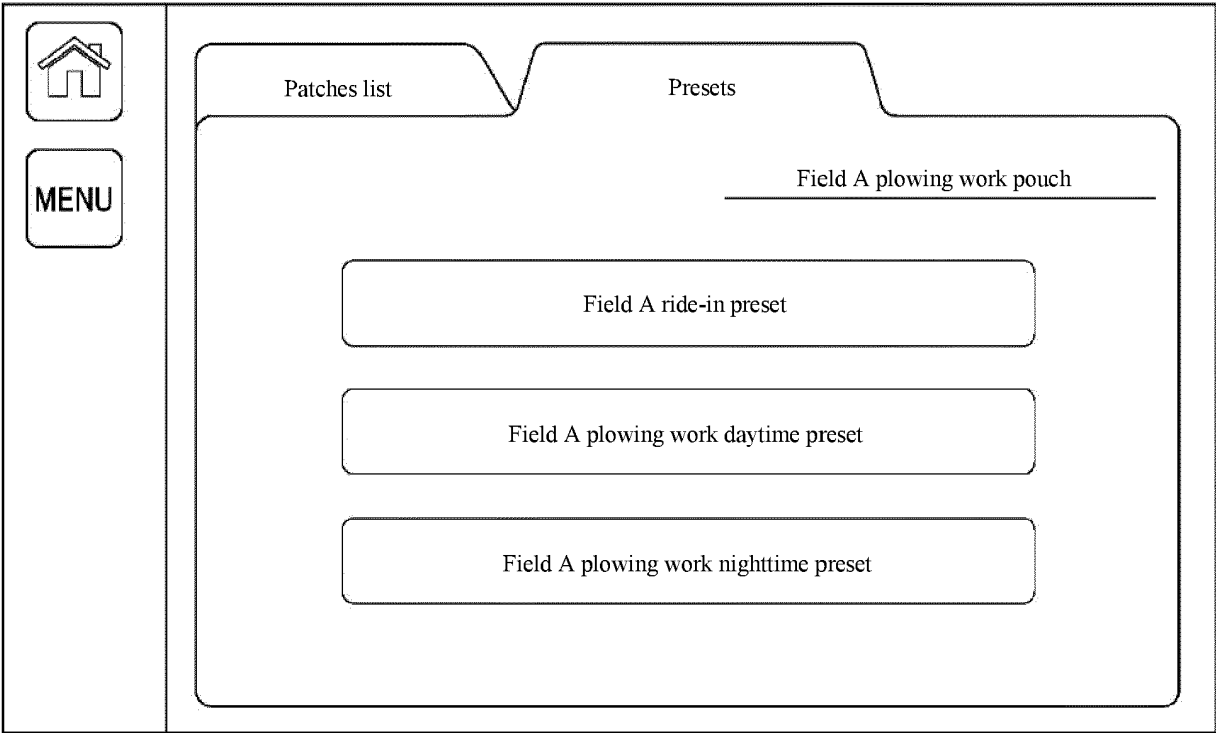 Patches list
Presets
MENU
Field A plowing work pouch
Field A ride-in preset
Field A plowing work daytime preset
Field A plowing work nighttime preset